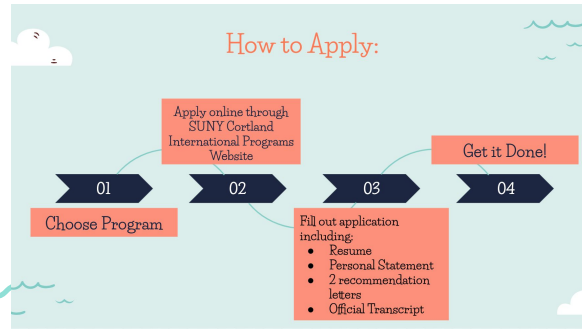 How to Apply:
Apply online through
SUNY Cortland
International Programs
Website
Get it Done!
01
02
03
04
Choose Program
Fill out application
including:
● Resume
● Personal Statement
● 2 recommendation
letters
● Official Transcript